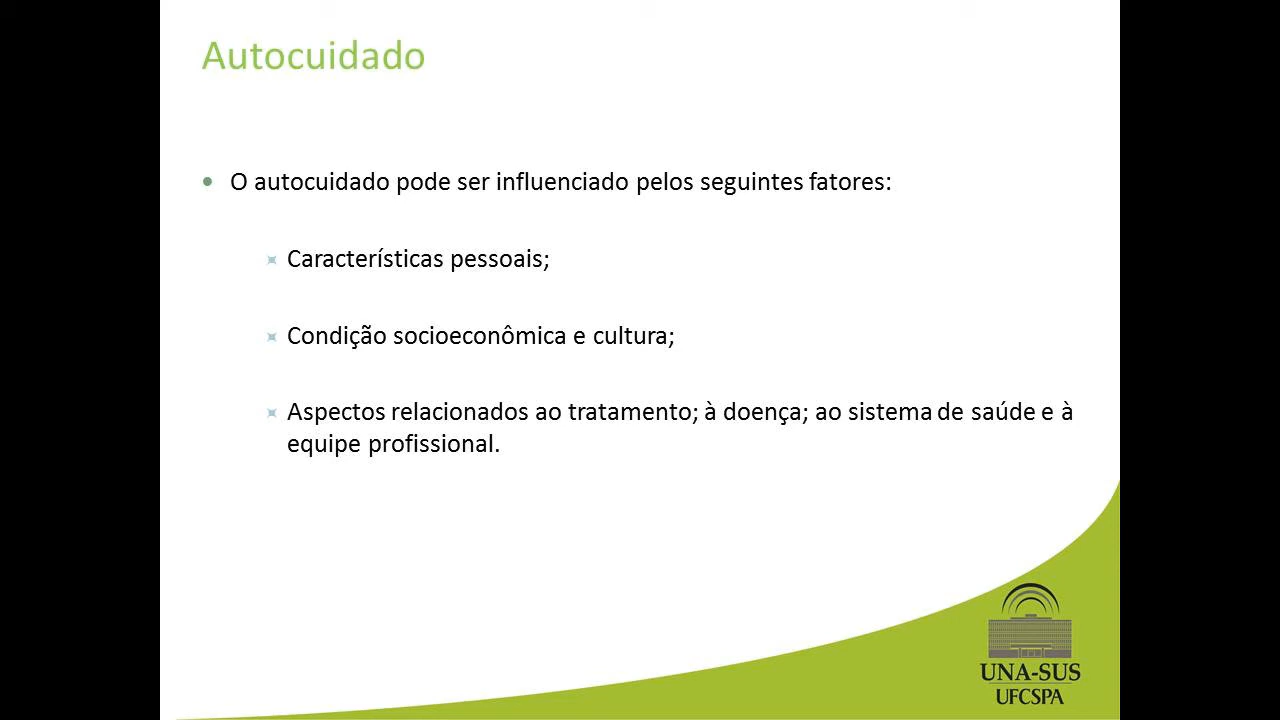 Autocuidado
O autocuidado pode ser influenciado pelos seguintes fatores:
Características pessoais;
Condição socioeconômica e cultura;
Aspectos relacionados ao tratamento; à doença; ao sistema de saúde e à
equipe profissional.
UNA-SUS
UFCSPA